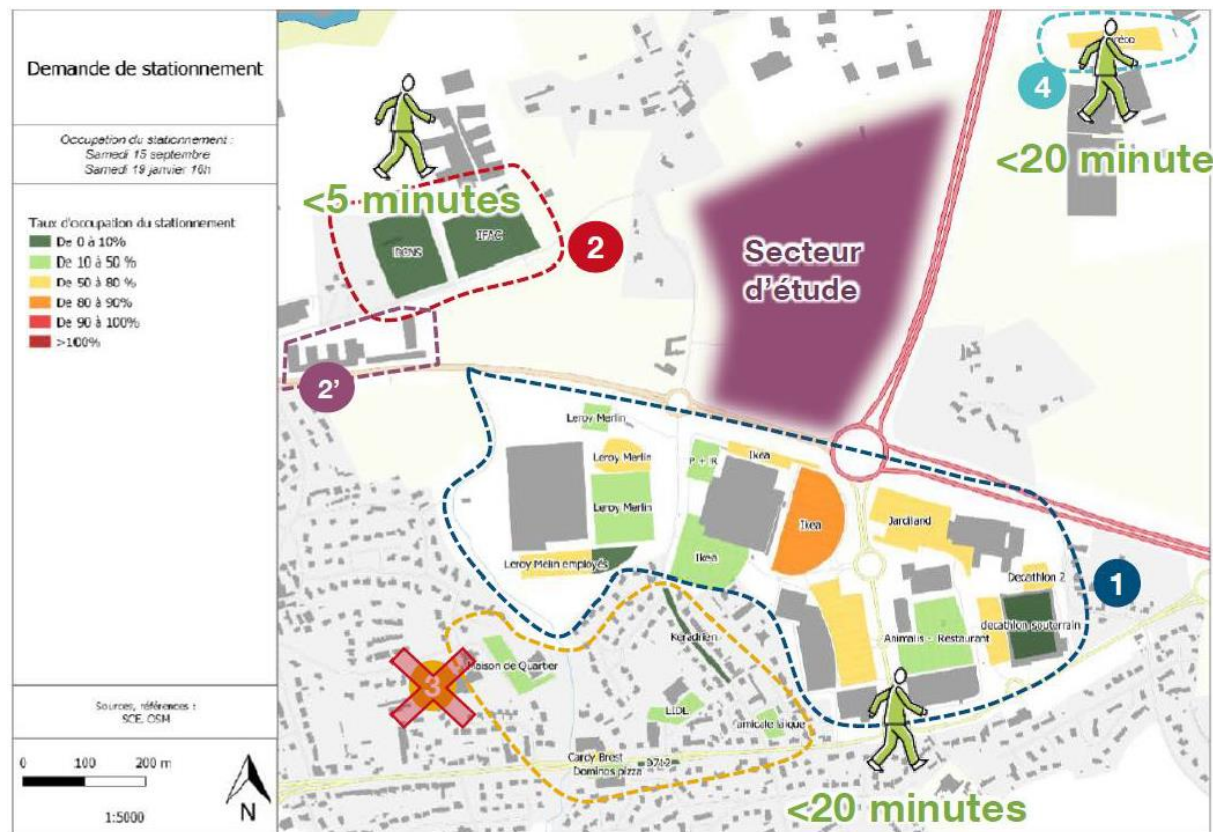 Demande de stationnement
Occupation du stationnement :
Samedi 15 septembre
Samedi 19 janvier 16h
Taux d'occupation du stationnement
De 0 à 10%
De 10 à 50 %
De 50 à 80 %
De 80 à 90%
De 90 à 100%
>100%
Sources, références :
SCE, OSM
0 100 200 m
1:5000
N
4
<20 minute
<5 minutes
DCNS
IFAC
2
Secteur
d'étude
2'
Leroy Merlin
Leroy Merlin
P + R
Ikea
Leroy Merlin
Ikea
Jardiland
Leroy Melin employés
Ikea
Decathlon 2
1
decathlon souterrain
Animalis - Restaurant
Keradrien
Maison de Quartier
3
LIDL
amicale laïque
Carcy Brest
D712
Dominos pizza
<20 minutes